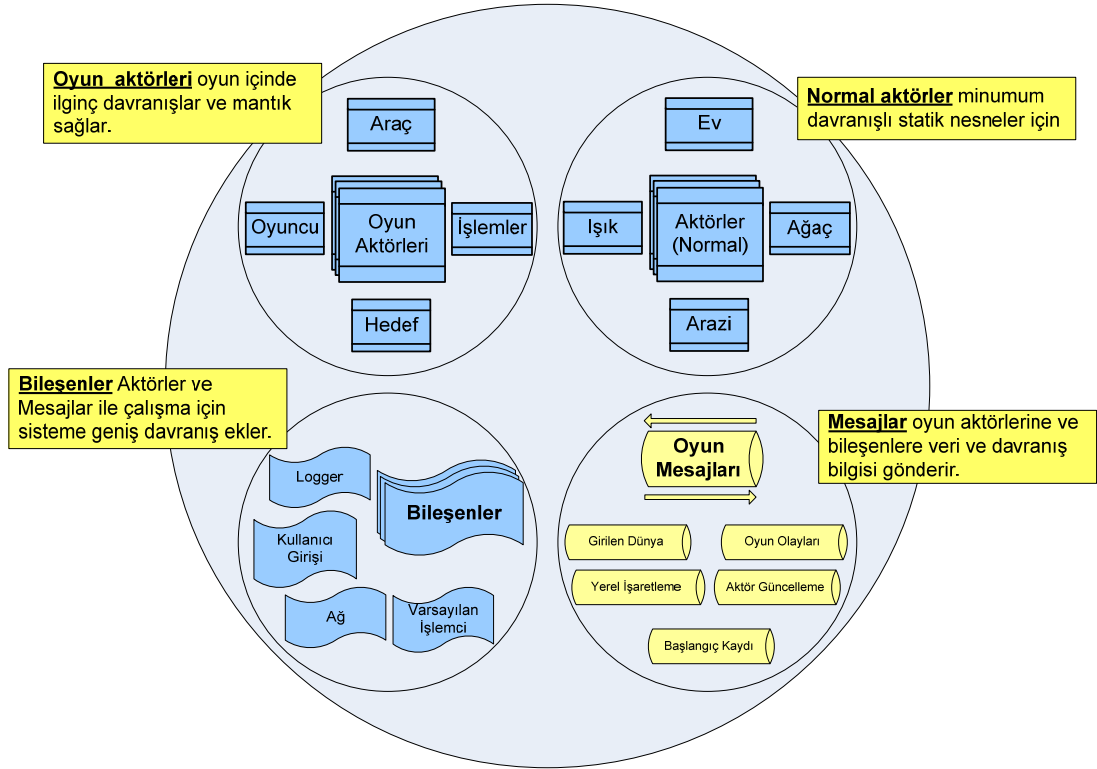 Oyun aktörleri oyun içinde
ilginç davranışlar ve mantık
sağlar.
Araç
Oyuncu
Oyun
Aktörleri
İşlemler
Hedef
Normal aktörler minumum
davranışlı statik nesneler için
Ev
Işık
Aktörler
(Normal)
Ağaç
Arazi
Bileşenler Aktörler ve
Mesajlar ile çalışma için
sisteme geniş davranış ekler.
Logger
Bileşenler
Kullanıcı
Girişi
Ağ
Varsayılan
İşlemci
Mesajlar oyun aktörlerine ve
bileşenlere veri ve davranış
bilgisi gönderir.
Oyun
Mesajları
Girilen Dünya
Oyun Olayları
Yerel İşaretleme
Aktör Güncelleme
Başlangıç Kaydı